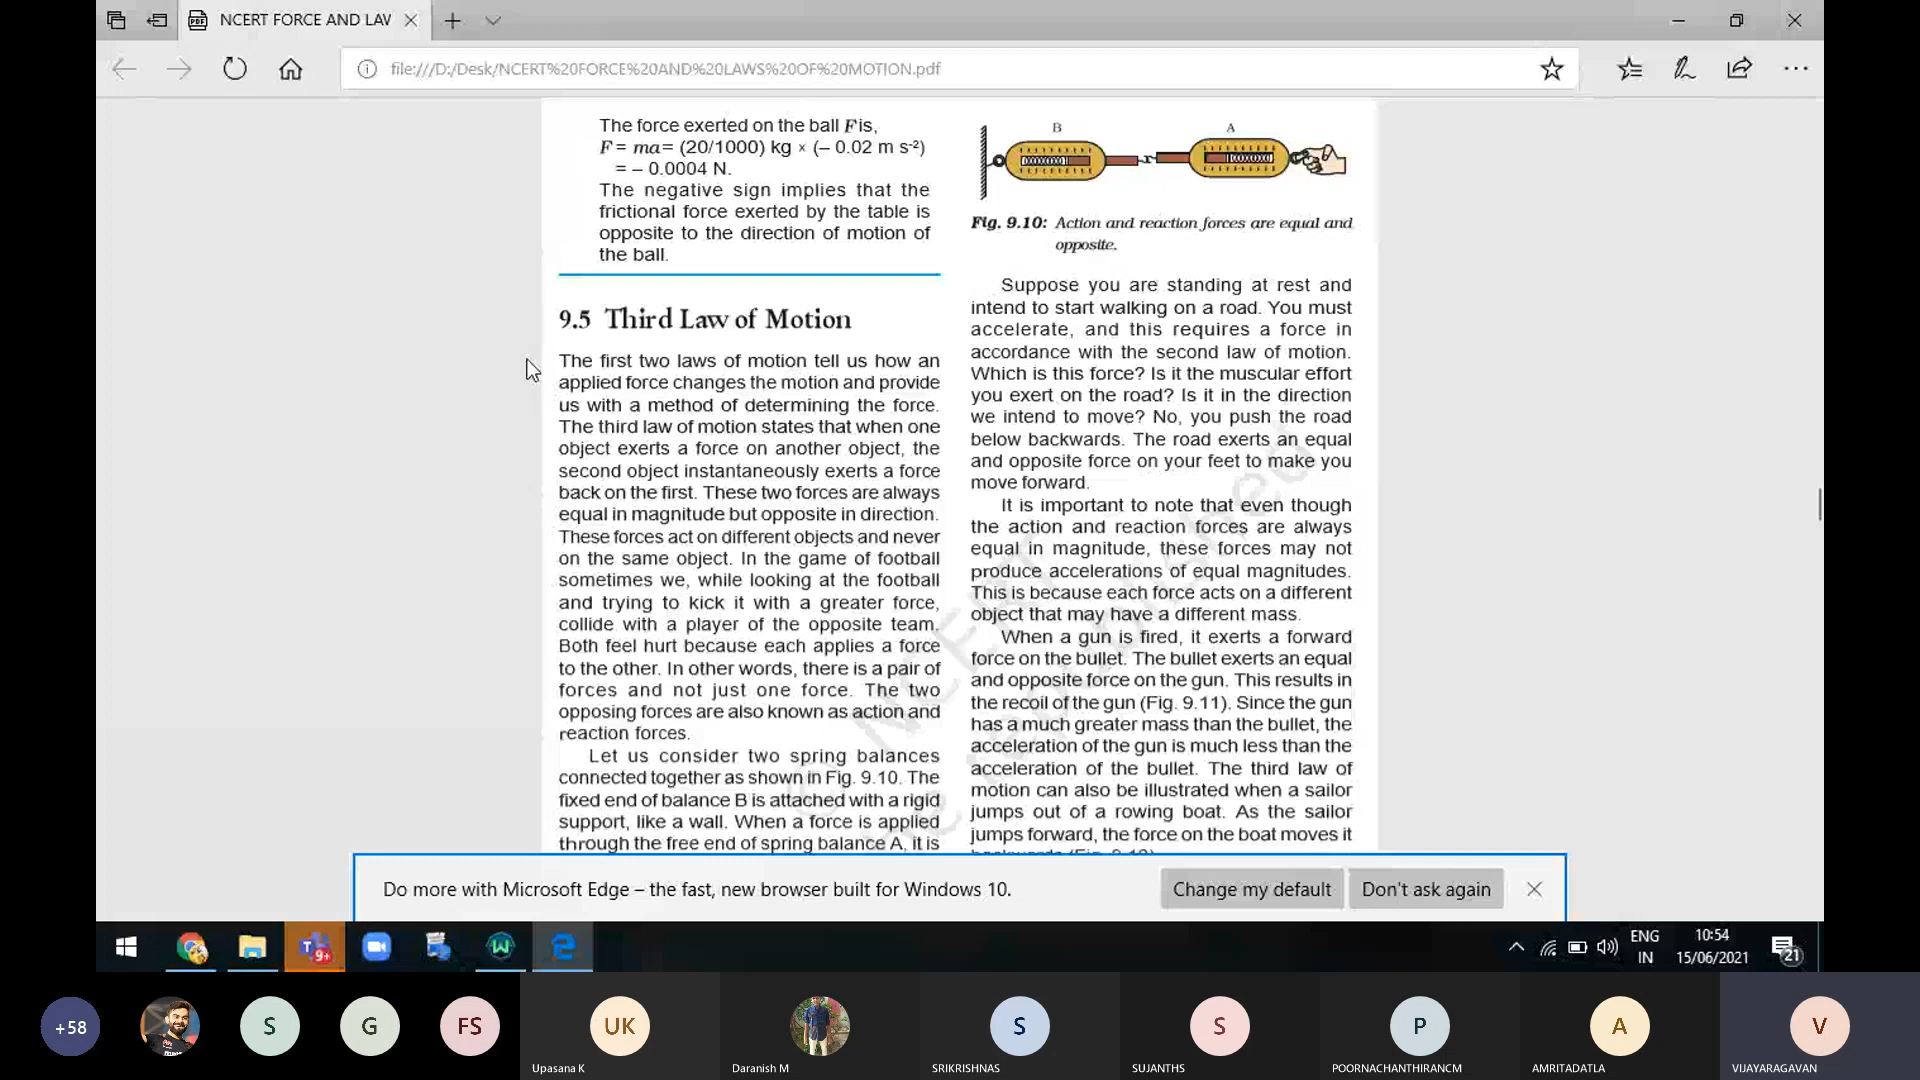 NCERT FORCE AND LAV
file:///D:/Desk/NCERT%20FORCE%20AND%20LAWS%20OF%20MOTION.pdf
The force exerted on the ball F is,
F = ma = (20/1000) kg × (– 0.02 m s⁻²)
= – 0.0004 N.
The negative sign implies that the
frictional force exerted by the table is
opposite to the direction of motion of
the ball.
9.5 Third Law of Motion
The first two laws of motion tell us how an
applied force changes the motion and provide
us with a method of determining the force.
The third law of motion states that when one
object exerts a force on another object, the
second object instantaneously exerts a force
back on the first. These two forces are always
equal in magnitude but opposite in direction.
These forces act on different objects and never
on the same object. In the game of football
sometimes we, while looking at the football
and trying to kick it with a greater force,
collide with a player of the opposite team.
Both feel hurt because each applies a force
to the other. In other words, there is a pair of
forces and not just one force. The two
opposing forces are also known as action and
reaction forces.
Let us consider two spring balances
connected together as shown in Fig. 9.10. The
fixed end of balance B is attached with a rigid
support, like a wall. When a force is applied
through the free end of spring balance A, it is
B
A
Fig. 9.10: Action and reaction forces are equal and
opposite.
Suppose you are standing at rest and
intend to start walking on a road. You must
accelerate, and this requires a force in
accordance with the second law of motion.
Which is this force? Is it the muscular effort
you exert on the road? Is it in the direction
we intend to move? No, you push the road
below backwards. The road exerts an equal
and opposite force on your feet to make you
move forward.
It is important to note that even though
the action and reaction forces are always
equal in magnitude, these forces may not
produce accelerations of equal magnitudes.
This is because each force acts on a different
object that may have a different mass.
When a gun is fired, it exerts a forward
force on the bullet. The bullet exerts an equal
and opposite force on the gun. This results in
the recoil of the gun (Fig. 9.11). Since the gun
has a much greater mass than the bullet, the
acceleration of the gun is much less than the
acceleration of the bullet. The third law of
motion can also be illustrated when a sailor
jumps out of a rowing boat. As the sailor
jumps forward, the force on the boat moves it
© NCERT
be republished
Do more with Microsoft Edge – the fast, new browser built for Windows 10.
Change my default
Don't ask again
9+
ENG
IN
10:54
15/06/2021
21
+58
S
G
FS
UK
S
S
P
A
V
Upasana K
Daranish M
SRIKRISHNAS
SUJANTHS
POORNACHANTHIRANCM
AMRITADATLA
VIJAYARAGAVAN